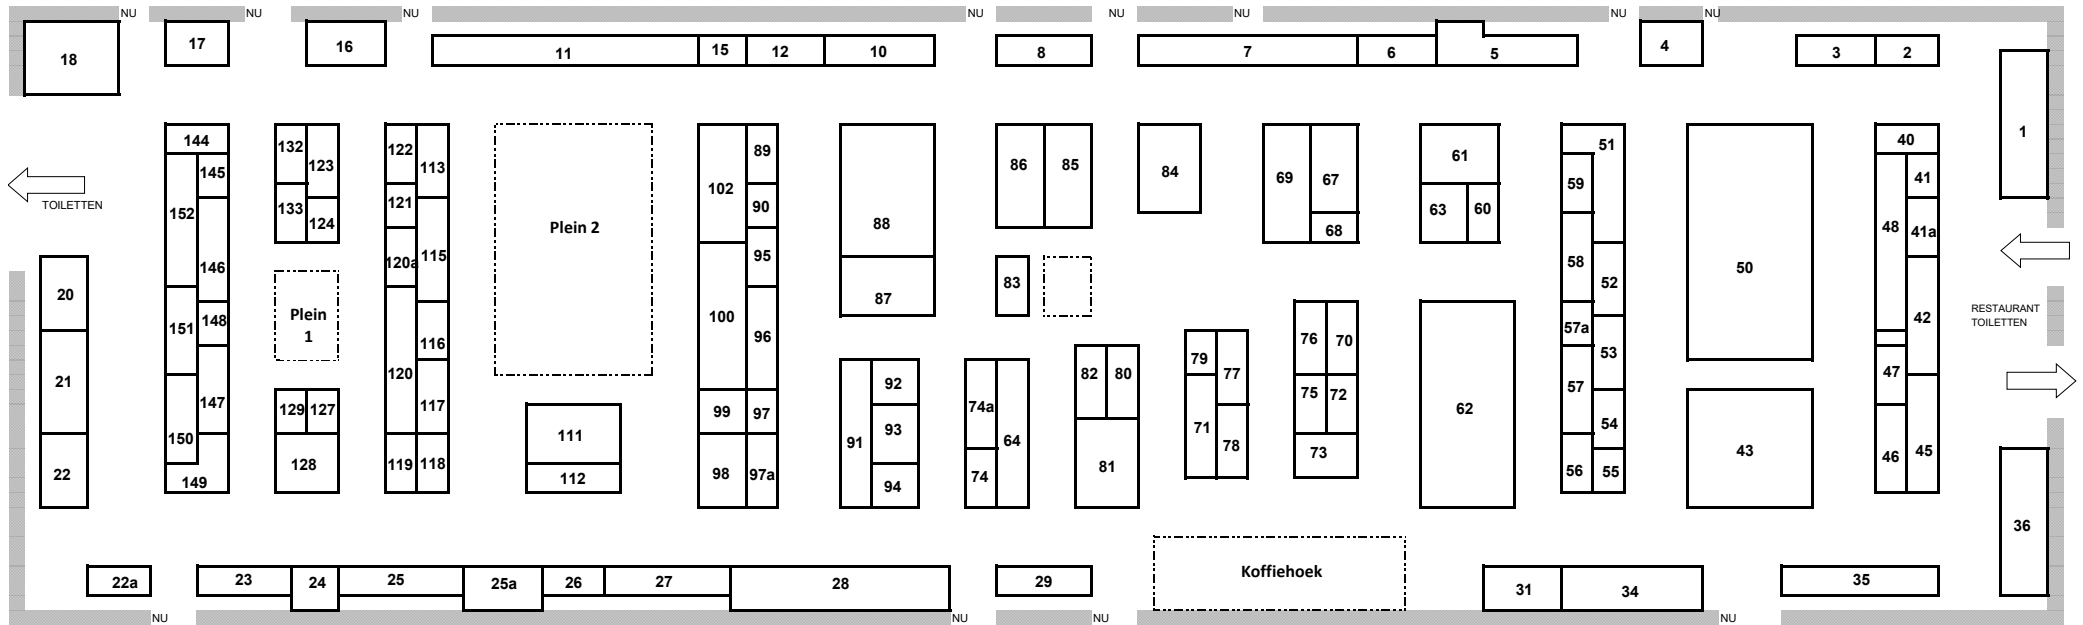 NU NU NU NU NU NU NU NU
18 17 16 11 15 12 10 8 7 6 5 4 3 2
1
144 132 123 122 113 89 86 85 84 69 67 61 51 40
145 102 59 41
152 133 124 121 90 63 60 68 48 41a
TOILETTEN
Plein 2
88
146 120a 115 95 58 50
20 83 52
151 148 Plein 100 87 57a 42
1
RESTAURANT
TOILETTEN
116 96 76 70 53
21 147 129 127 120 117 99 97 92 74a 82 80 79 77 75 72 62 57 47
150 128 119 118 111 91 93 64 71 78 73 54 43 46 45
22 149 112 98 97a 94 74 81 56 55
36
22a 23 24 25 25a 26 27 28 29 Koffiehoek 31 34 35
NU NU NU NU